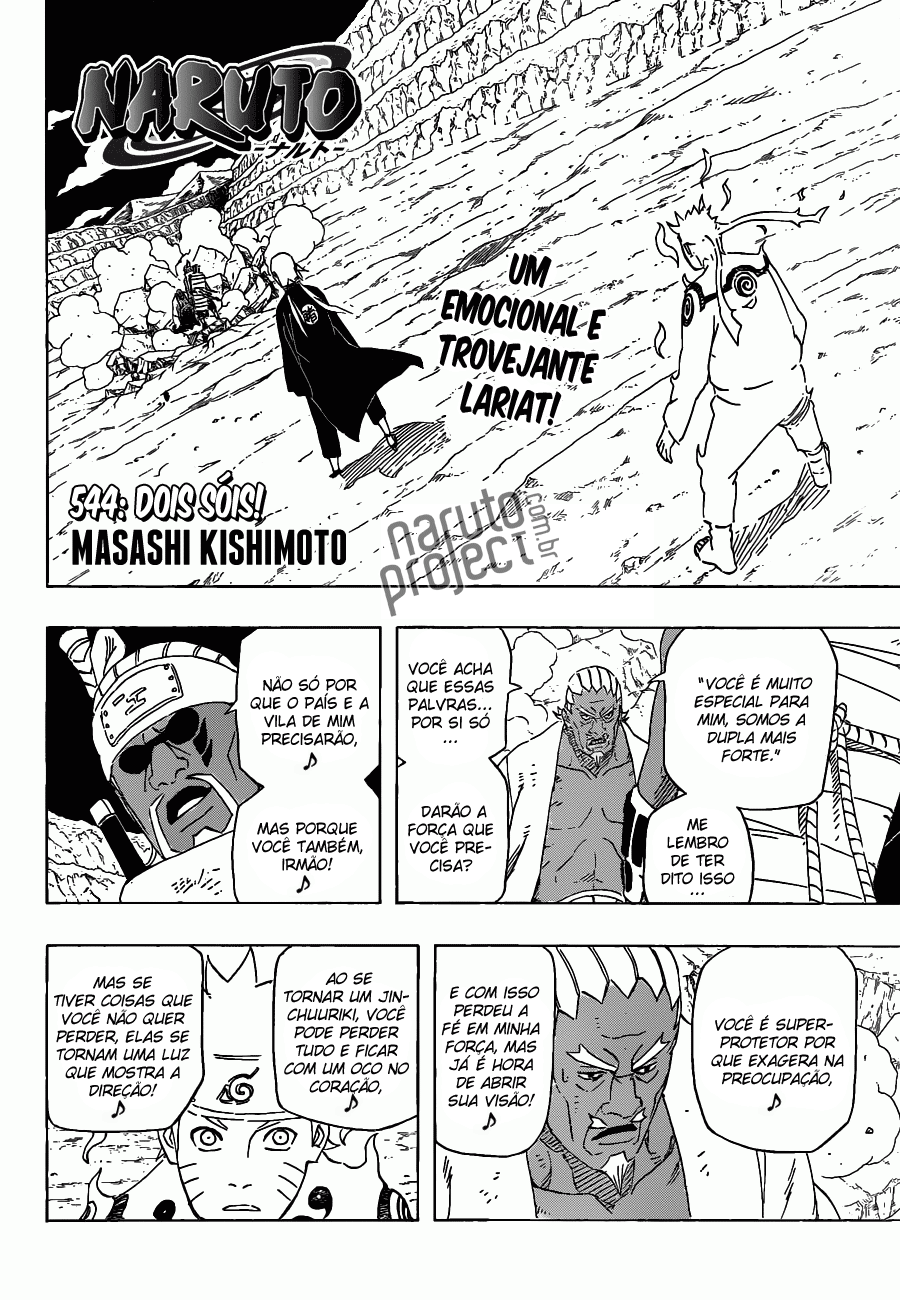 NARUTO
-ナルト-
UM
EMOCIONAL E
TROVEJANTE
LARIAT!
544: DOIS SÓIS!
MASASHI KISHIMOTO
naruto
project
.com.br
"VOCÊ É MUITO
ESPECIAL PARA
MIM, SOMOS A
DUPLA MAIS
FORTE."
ME
LEMBRO
DE TER
DITO ISSO
...
VOCÊ ACHA
QUE ESSAS
PALVRAS...
POR SI SÓ
...
DARÃO A
FORÇA QUE
VOCÊ PRE-
CISA?
NÃO SÓ POR
QUE O PAÍS E A
VILA DE MIM
PRECISARÃO,
♪
MAS PORQUE
VOCÊ TAMBÉM,
IRMÃO!
♪
VOCÊ É SUPER-
PROTETOR POR
QUE EXAGERA NA
PREOCUPAÇÃO,
♪
E COM ISSO
PERDEU A
FÉ EM MINHA
FORÇA, MAS
JÁ É HORA
DE ABRIR
SUA VISÃO!
♪
AO SE
TORNAR UM JIN-
CHUURIKI, VOCÊ
PODE PERDER
TUDO E FICAR
COM UM OCO NO
CORAÇÃO,
♪
MAS SE
TIVER COISAS QUE
VOCÊ NÃO QUER
PERDER, ELAS SE
TORNAM UMA LUZ
QUE MOSTRA A
DIREÇÃO!
♪